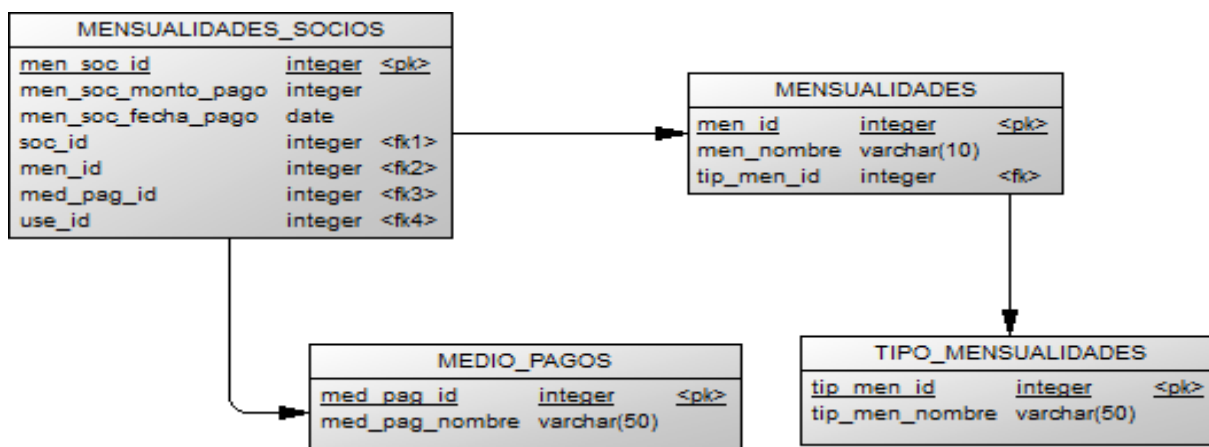 MENSUALIDADES_SOCIOS
men_soc_id integer <pk>
men_soc_monto_pago integer
men_soc_fecha_pago date
soc_id integer <fk1>
men_id integer <fk2>
med_pag_id integer <fk3>
use_id integer <fk4>
MENSUALIDADES
men_id integer <pk>
men_nombre varchar(10)
tip_men_id integer <fk>
MEDIO_PAGOS
med_pag_id integer <pk>
med_pag_nombre varchar(50)
TIPO_MENSUALIDADES
tip_men_id integer <pk>
tip_men_nombre varchar(50)